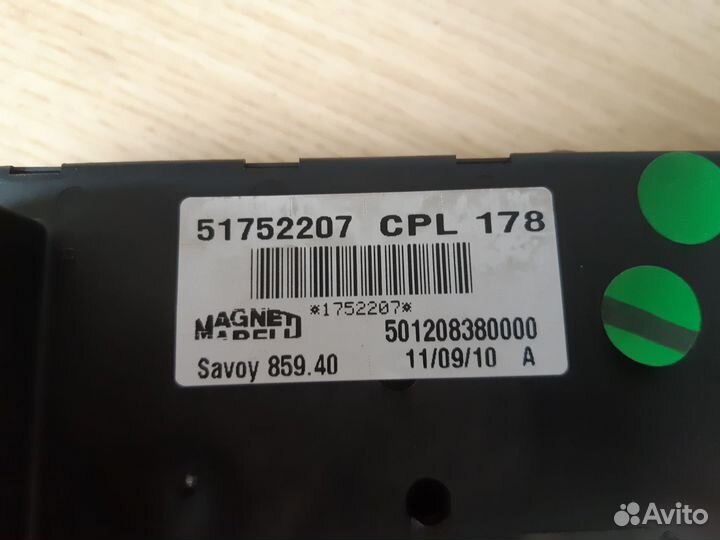 51752207 CPL 178
*1752207*
MAGNETI MARELLI 501208380000
Savoy 859.40 11/09/10 A
Avito